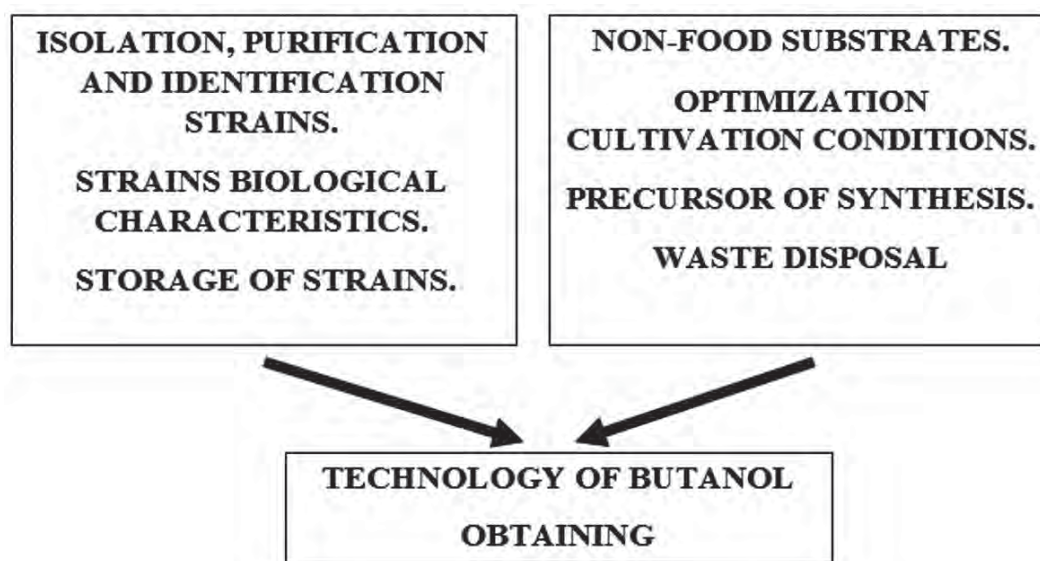 ISOLATION, PURIFICATION
AND IDENTIFICATION
STRAINS.
STRAINS BIOLOGICAL
CHARACTERISTICS.
STORAGE OF STRAINS.
NON-FOOD SUBSTRATES.
OPTIMIZATION
CULTIVATION CONDITIONS.
PRECURSOR OF SYNTHESIS.
WASTE DISPOSAL
TECHNOLOGY OF BUTANOL
OBTAINING